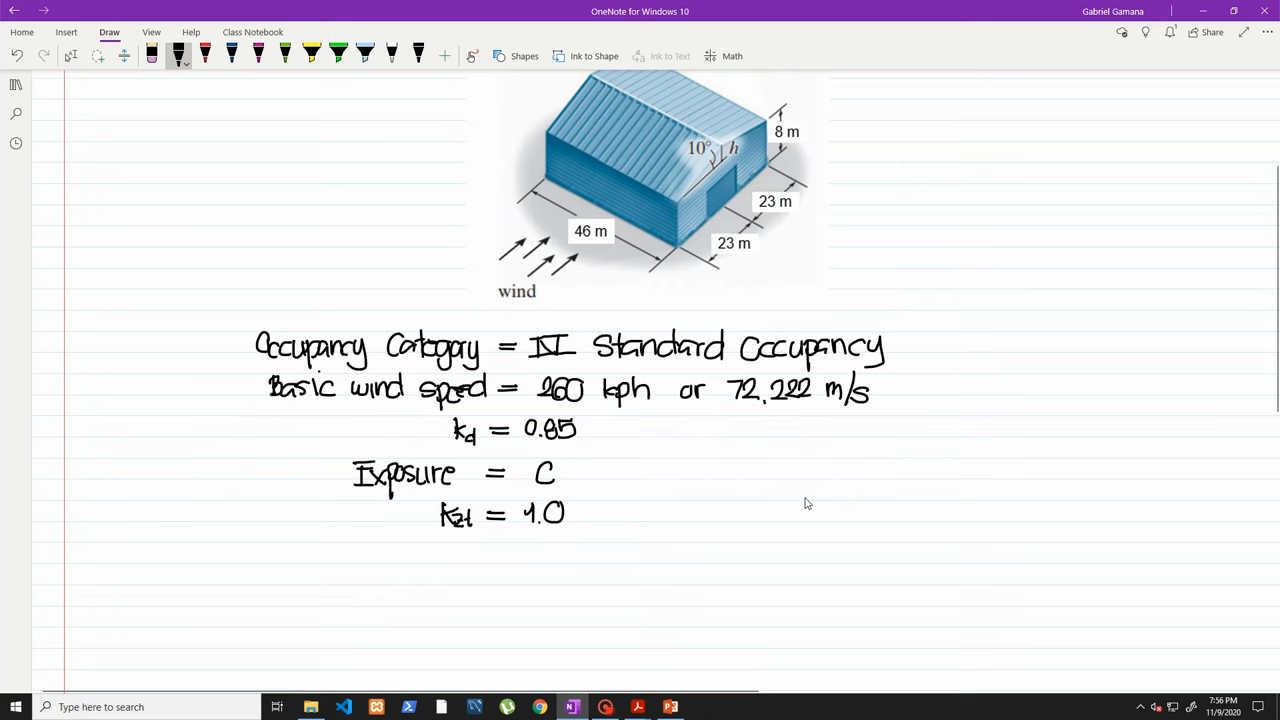 OneNote for Windows 10
Gabriel Gamana
Home Insert Draw View Help Class Notebook
Share
Shapes Ink to Shape Ink to Text Math
8 m
10° h
23 m
46 m
23 m
wind
Occupancy Category = IV Standard Occupancy
Basic wind speed = 260 kph or 72.222 m/s
kd = 0.85
Exposure = C
kzt = 1.0
Type here to search
7:56 PM
11/9/2020